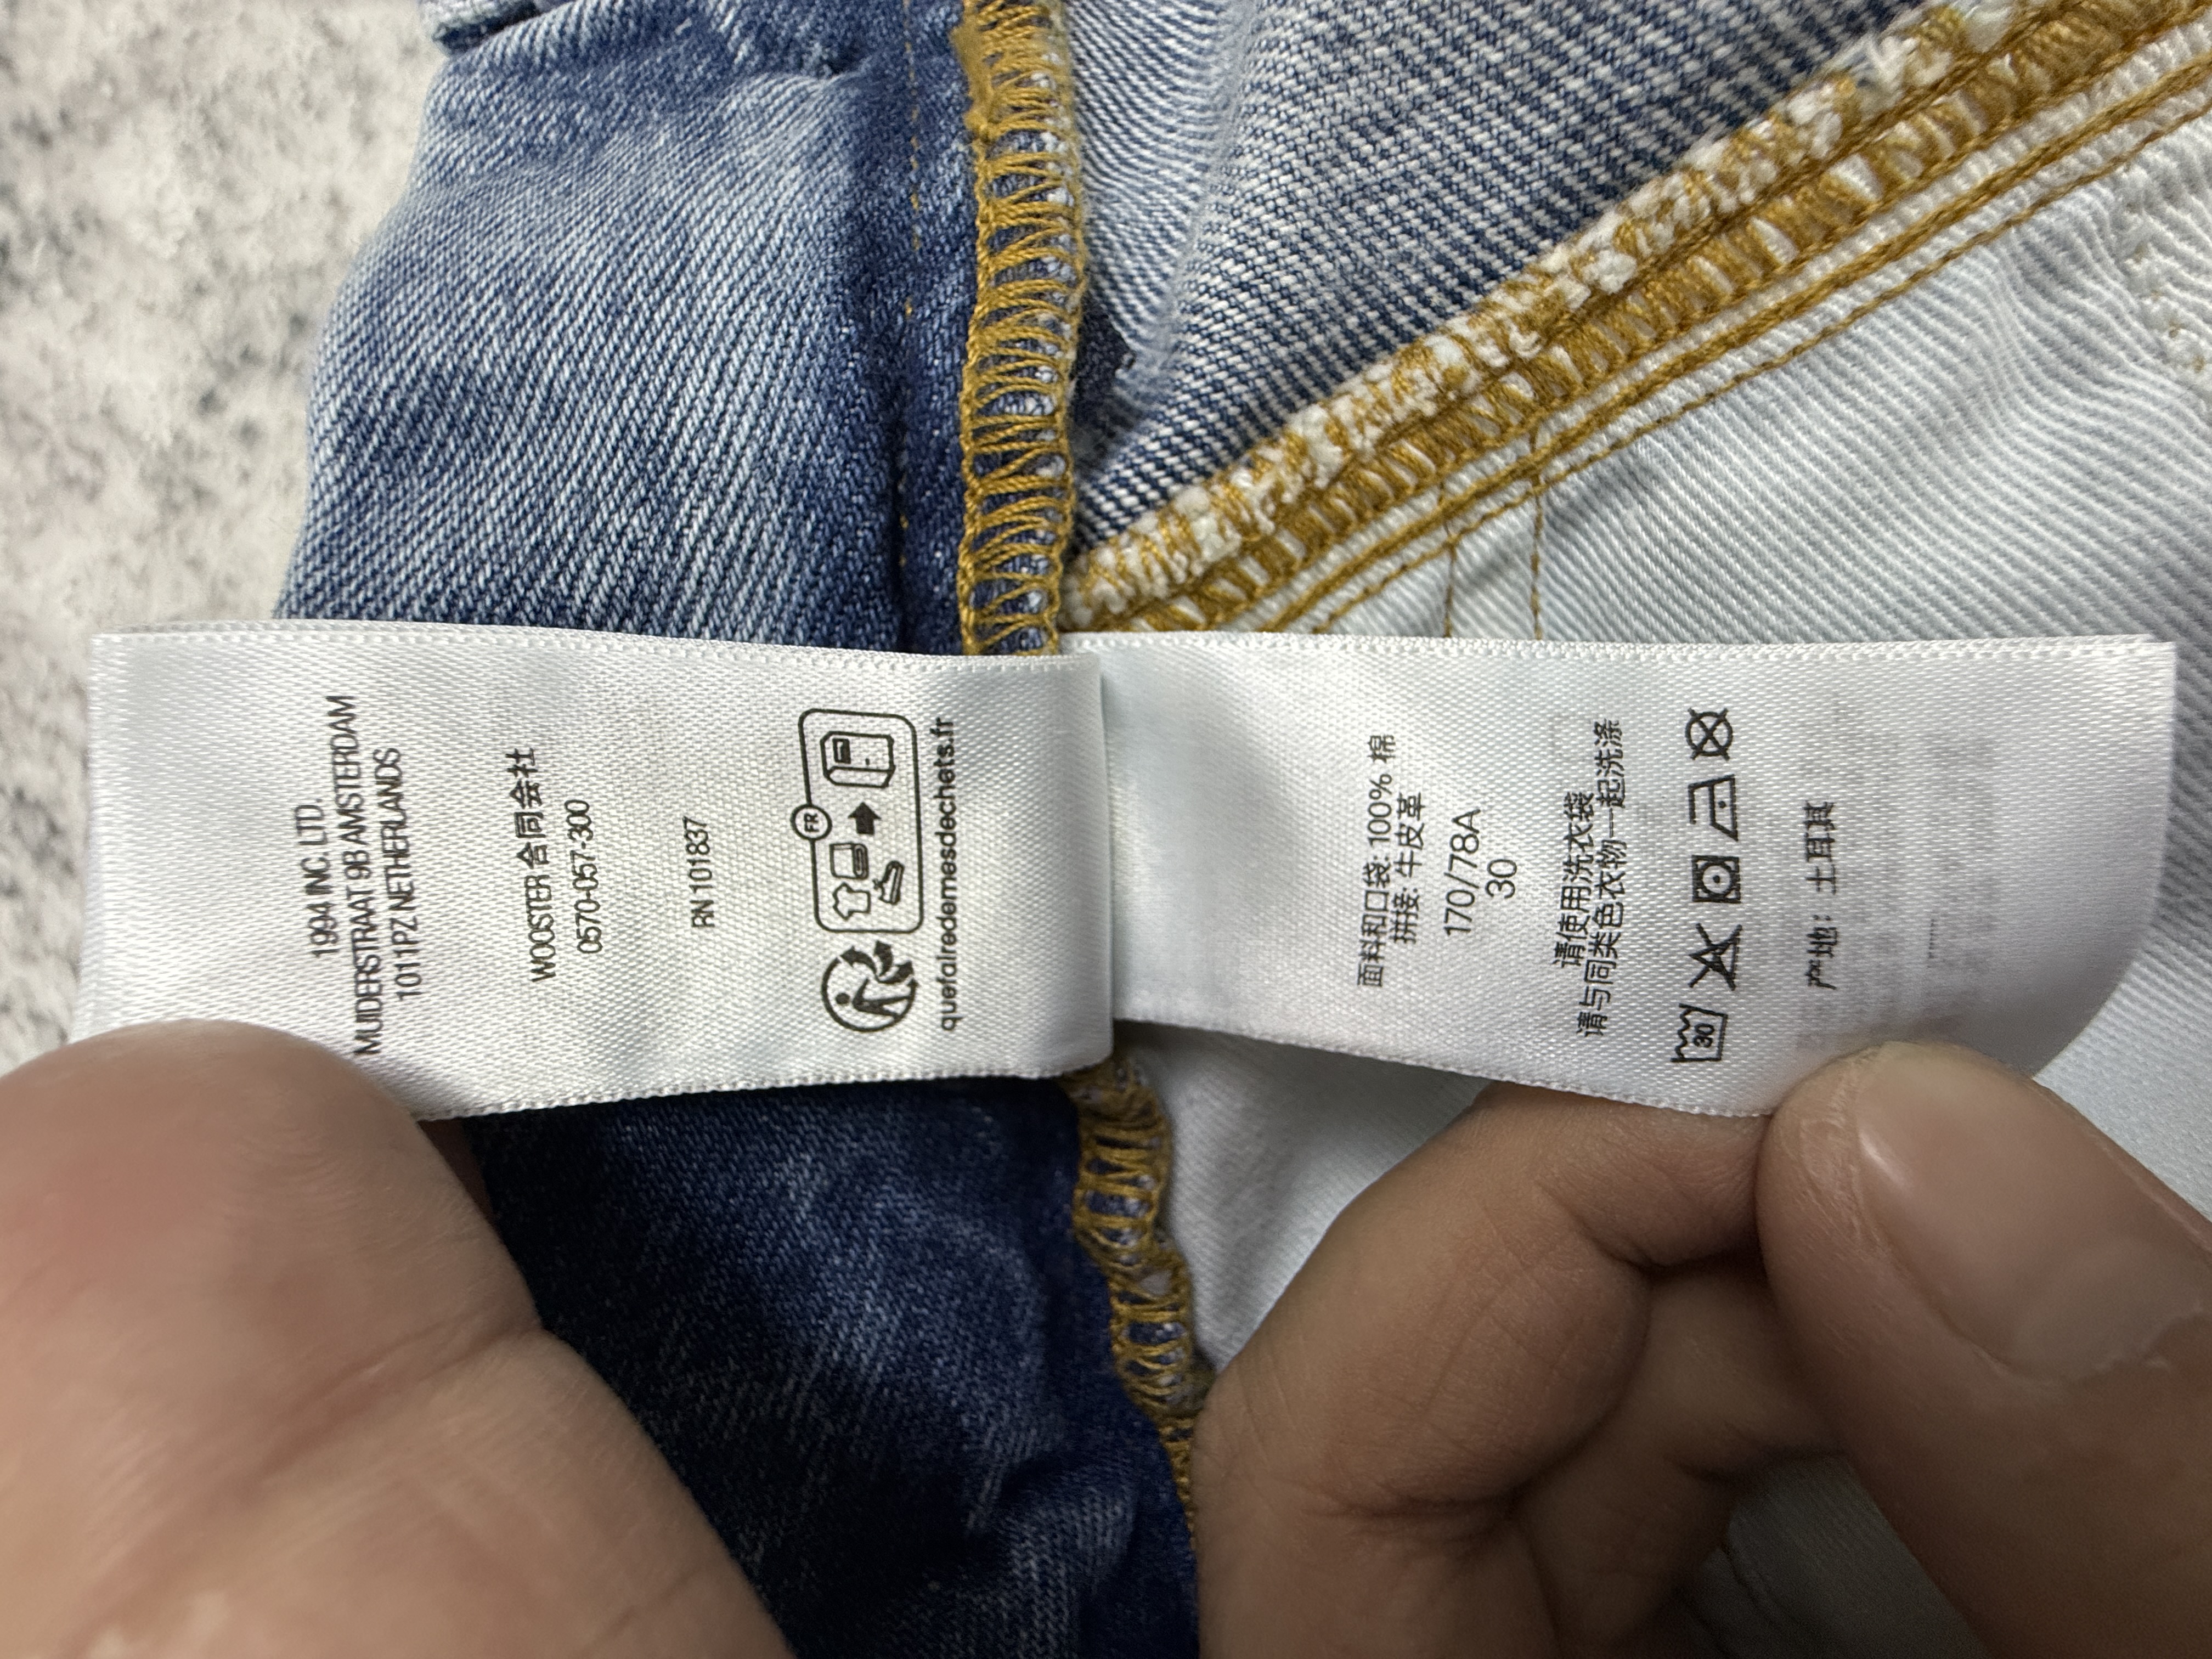 1994 INC. LTD.
MUIDERSTRAAT 9B AMSTERDAM
1011PZ NETHERLANDS
WOOSTER 合同会社
0570-057-300
RN 101837
FR
quefairedemesdechets.fr
面料和口袋: 100% 棉
拼接: 牛皮革
170/78A
30
请使用洗衣袋
请与同类色衣物一起洗涤
30
产地: 土耳其